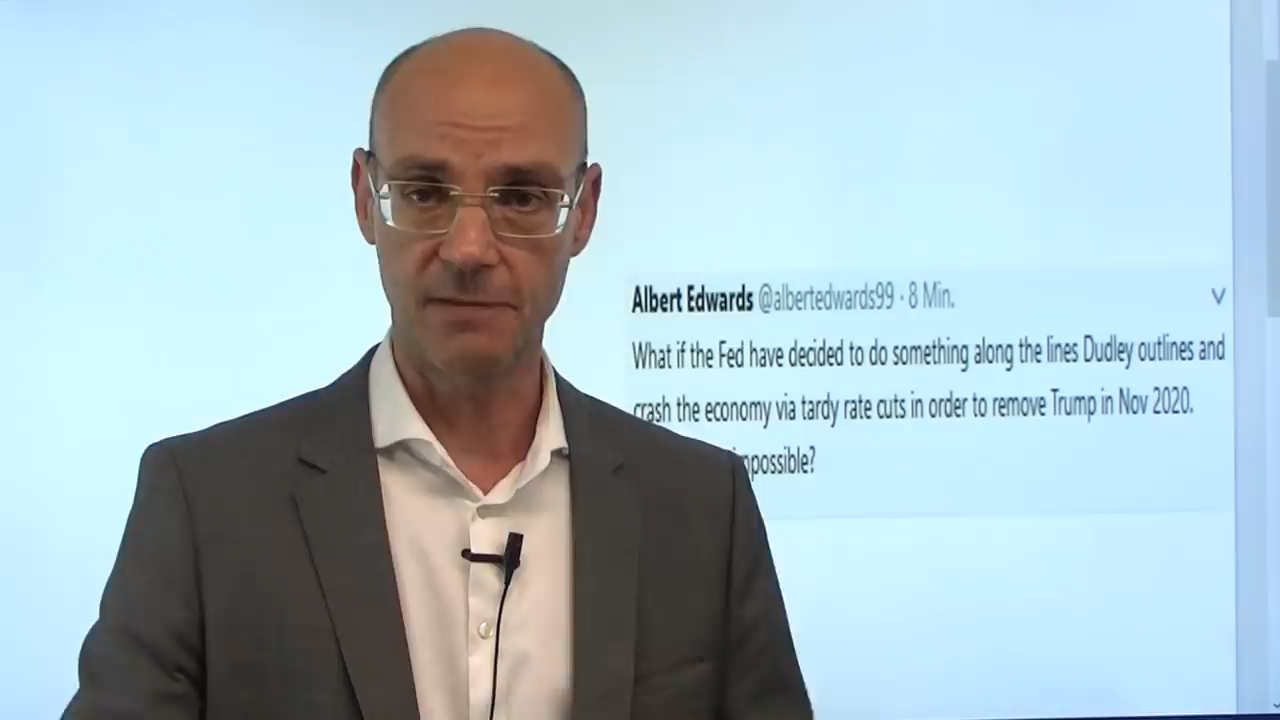 Albert Edwards @albertedwards99 · 8 Min.
What if the Fed have decided to do something along the lines Dudley outlines and
crash the economy via tardy rate cuts in order to remove Trump in Nov 2020.